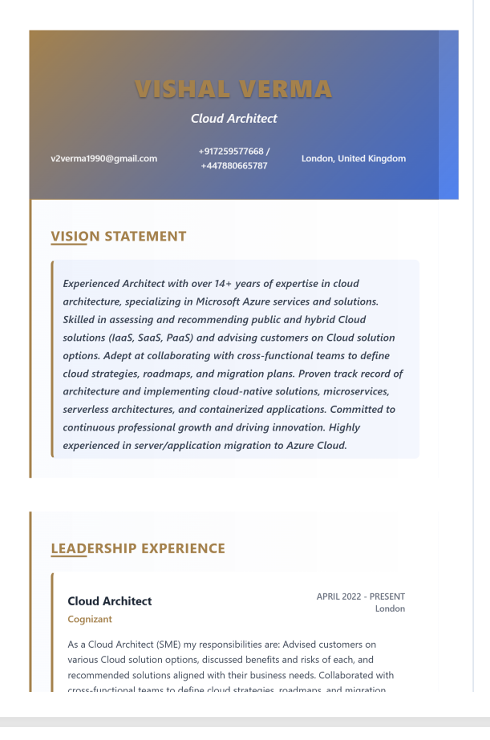 VISHAL VERMA
Cloud Architect
v2verma1990@gmail.com
+917259577668 /
+447880665787
London, United Kingdom
VISION STATEMENT
Experienced Architect with over 14+ years of expertise in cloud
architecture, specializing in Microsoft Azure services and solutions.
Skilled in assessing and recommending public and hybrid Cloud
solutions (IaaS, SaaS, PaaS) and advising customers on Cloud solution
options. Adept at collaborating with cross-functional teams to define
cloud strategies, roadmaps, and migration plans. Proven track record of
architecture and implementing cloud-native solutions, microservices,
serverless architectures, and containerized applications. Committed to
continuous professional growth and driving innovation. Highly
experienced in server/application migration to Azure Cloud.
LEADERSHIP EXPERIENCE
Cloud Architect
APRIL 2022 - PRESENT
London
Cognizant
As a Cloud Architect (SME) my responsibilities are: Advised customers on
various Cloud solution options, discussed benefits and risks of each, and
recommended solutions aligned with their business needs. Collaborated with
cross-functional teams to define cloud strategies, roadmaps, and migration